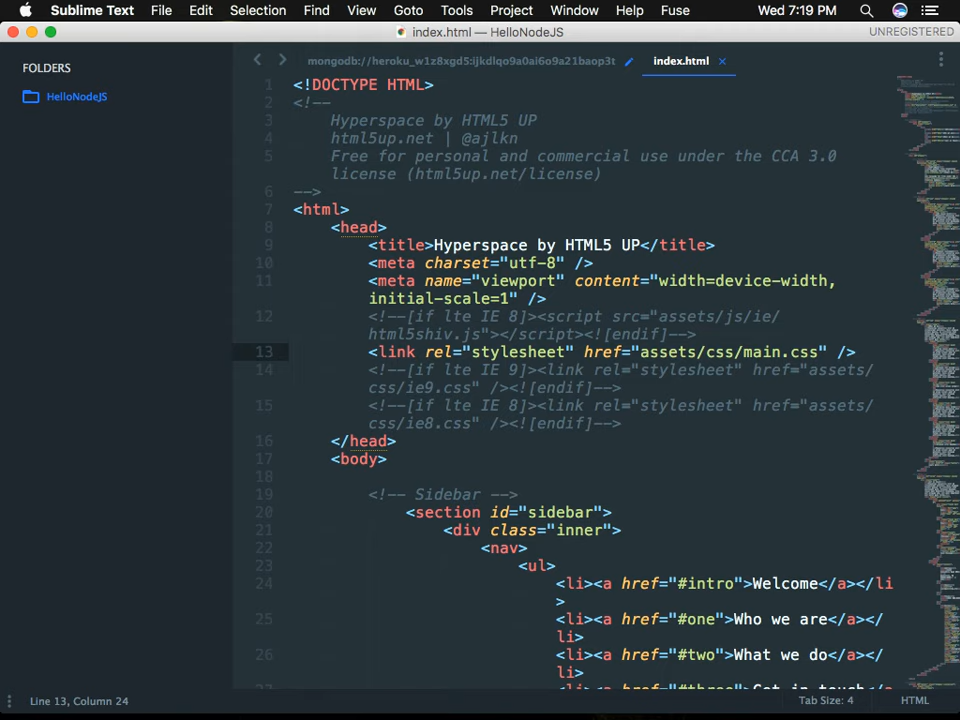 Sublime Text File Edit Selection Find View Goto Tools Project Window Help Fuse Wed 7:19 PM
index.html — HelloNodeJS UNREGISTERED
FOLDERS
HelloNodeJS
mongodb://heroku_w1z8xgd5:ijkdlqo9a0ai6o9a21baop3t index.html ×
1 <!DOCTYPE HTML>
2 <!--
3 Hyperspace by HTML5 UP
4 html5up.net | @ajlkn
5 Free for personal and commercial use under the CCA 3.0
license (html5up.net/license)
6 -->
7 <html>
8 <head>
9 <title>Hyperspace by HTML5 UP</title>
10 <meta charset="utf-8" />
11 <meta name="viewport" content="width=device-width,
initial-scale=1" />
12 <!--[if lte IE 8]><script src="assets/js/ie/
html5shiv.js"></script><![endif]-->
13 <link rel="stylesheet" href="assets/css/main.css" />
14 <!--[if lte IE 9]><link rel="stylesheet" href="assets/
css/ie9.css" /><![endif]-->
15 <!--[if lte IE 8]><link rel="stylesheet" href="assets/
css/ie8.css" /><![endif]-->
16 </head>
17 <body>
18
19 <!-- Sidebar -->
20 <section id="sidebar">
21 <div class="inner">
22 <nav>
23 <ul>
24 <li><a href="#intro">Welcome</a></li
>
25 <li><a href="#one">Who we are</a></
li>
26 <li><a href="#two">What we do</a></
li>
Line 13, Column 24 Tab Size: 4 HTML